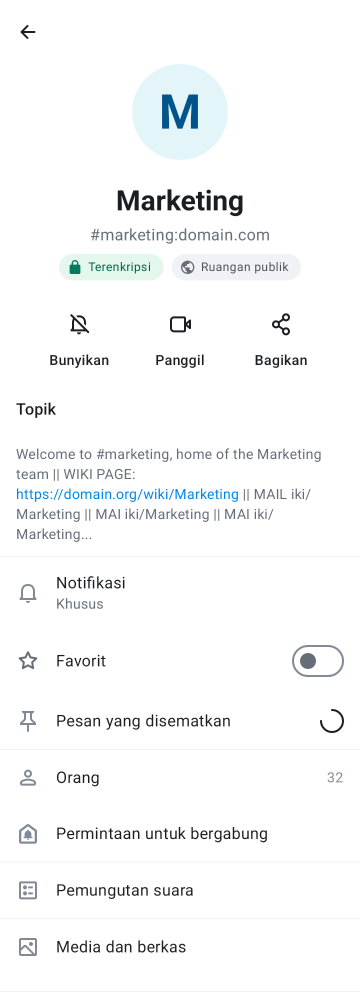 M
Marketing
#marketing:domain.com
Terenkripsi
Ruangan publik
Bunyikan
Panggil
Bagikan
Topik
Welcome to #marketing, home of the Marketing
team || WIKI PAGE:
https://domain.org/wiki/Marketing || MAIL iki/
Marketing || MAI iki/Marketing || MAI iki/
Marketing...
Notifikasi
Khusus
Favorit
Pesan yang disematkan
Orang
32
Permintaan untuk bergabung
Pemungutan suara
Media dan berkas